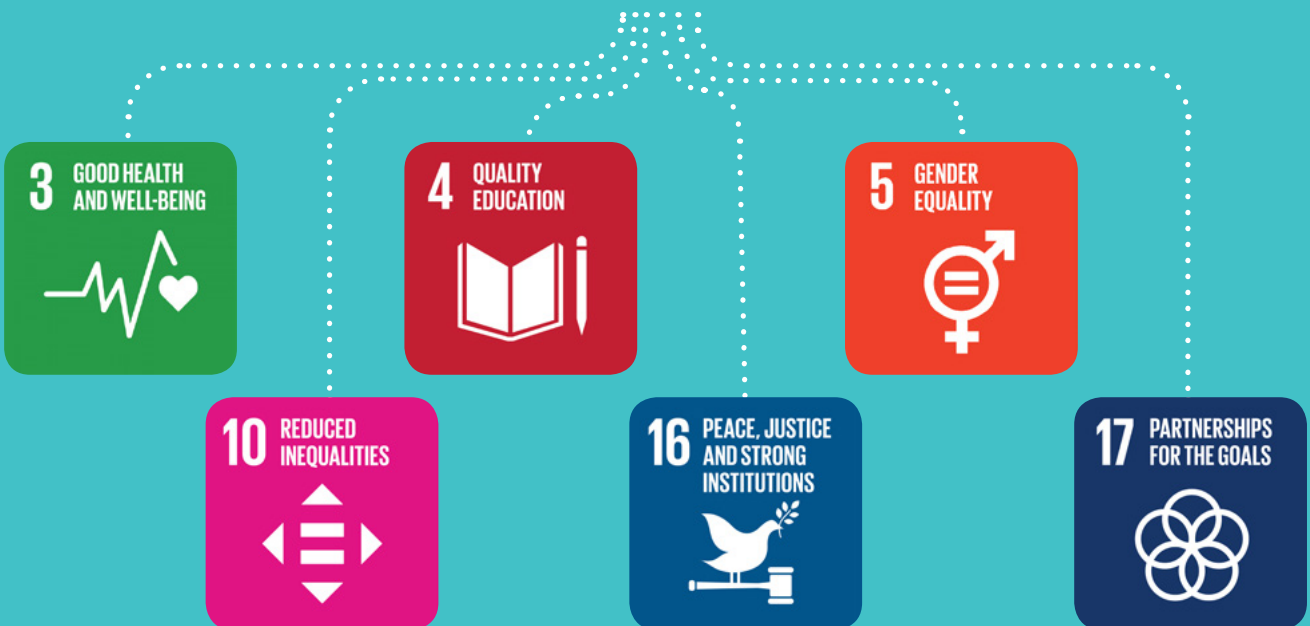 3 GOOD HEALTH
AND WELL-BEING
4 QUALITY
EDUCATION
5 GENDER
EQUALITY
10 REDUCED
INEQUALITIES
16 PEACE, JUSTICE
AND STRONG
INSTITUTIONS
17 PARTNERSHIPS
FOR THE GOALS